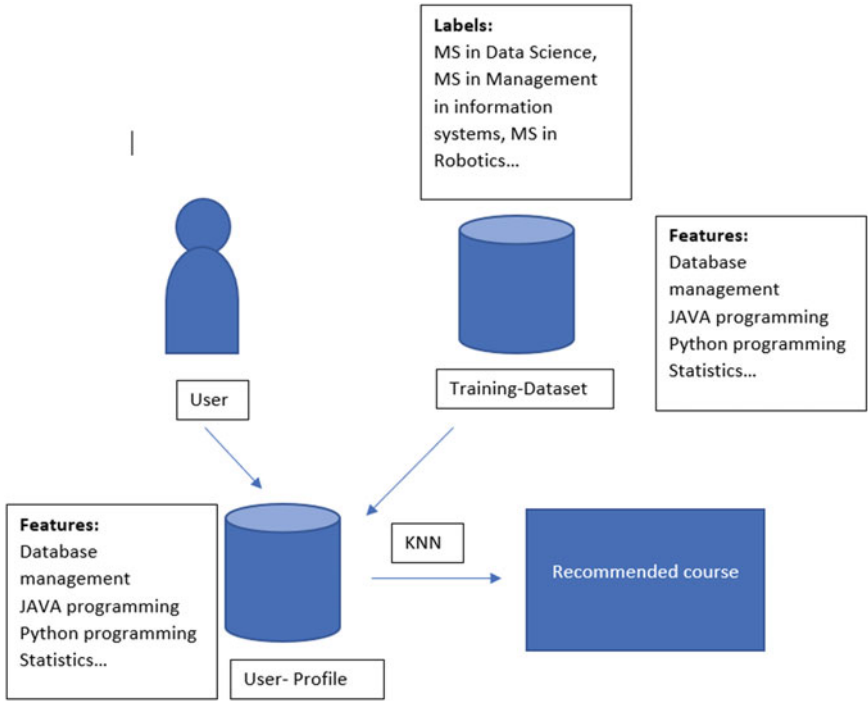 Labels:
MS in Data Science,
MS in Management
in information
systems, MS in
Robotics…
Features:
Database
management
JAVA programming
Python programming
Statistics…
User
Training-Dataset
Features:
Database
management
JAVA programming
Python programming
Statistics…
KNN
Recommended course
User- Profile